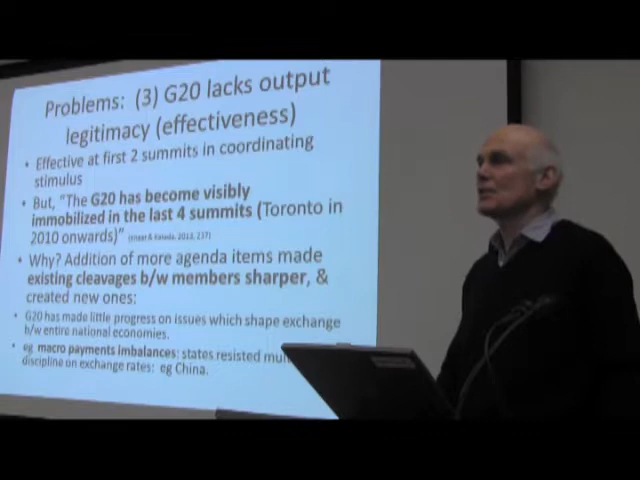 Problems: (3) G20 lacks output
legitimacy (effectiveness)
• Effective at first 2 summits in coordinating
stimulus
• But, “The G20 has become visibly
immobilized in the last 4 summits (Toronto in
2010 onwards)”
• Why? Addition of more agenda items made
existing cleavages b/w members sharper, &
created new ones:
• G20 has made little progress on issues which shape exchange
b/w entire national economies.
• eg macro payments imbalances: states resisted
discipline on exchange rates: eg China.